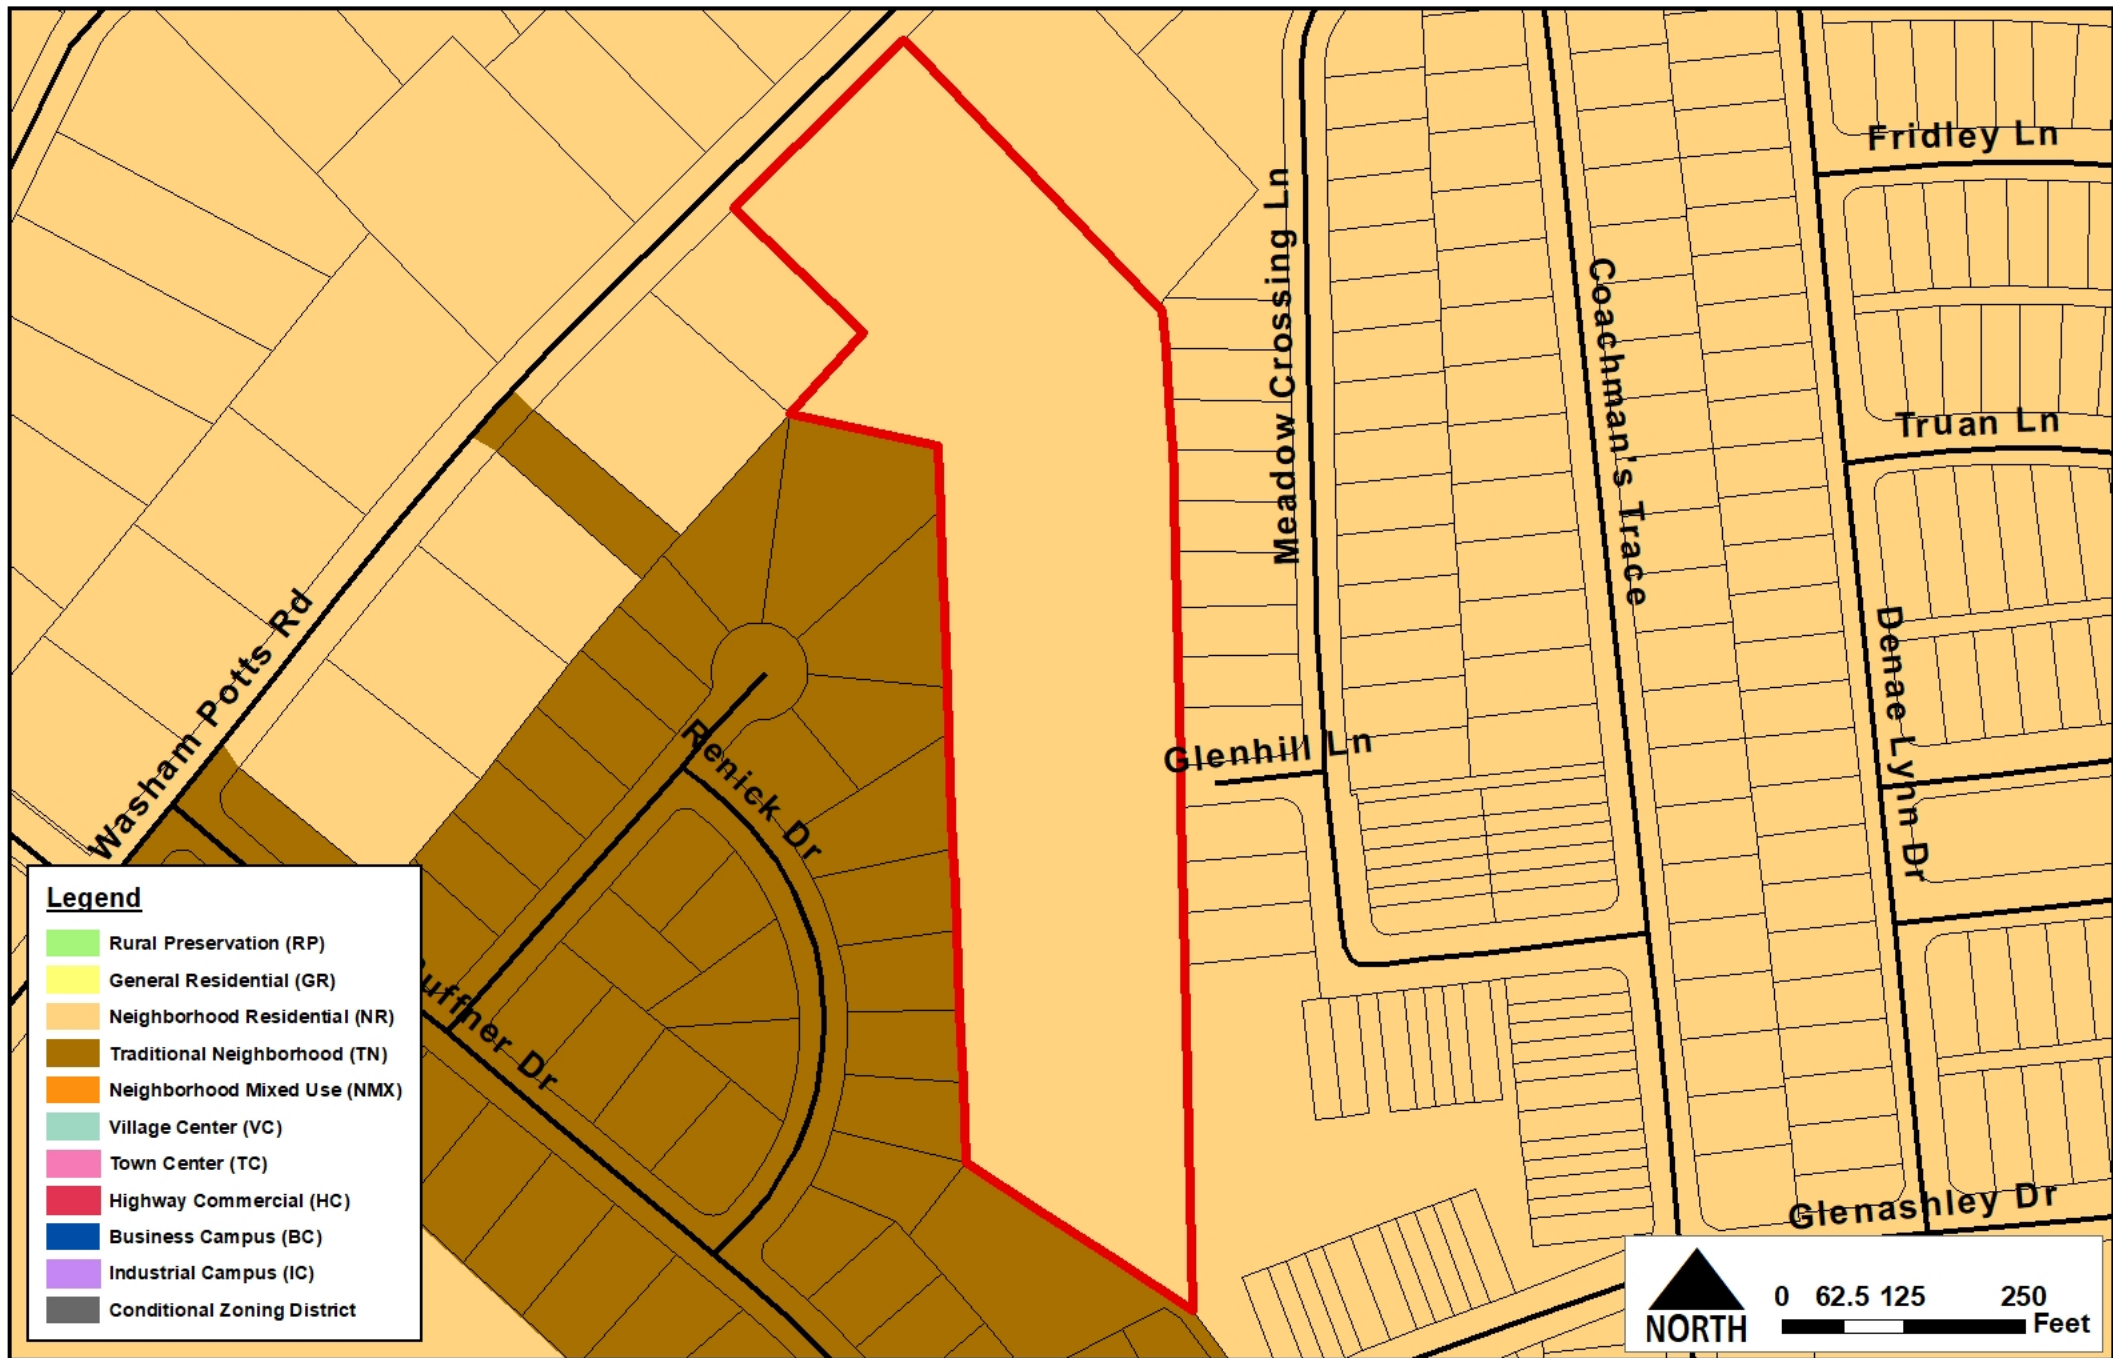 Fridley Ln
Meadow Crossing Ln
Coachman's Trace
Truan Ln
Washam Potts Rd
Denae Lynn Dr
Renick Dr
Glenhill Ln
uffner Dr
Glenashley Dr
Legend
Rural Preservation (RP)
General Residential (GR)
Neighborhood Residential (NR)
Traditional Neighborhood (TN)
Neighborhood Mixed Use (NMX)
Village Center (VC)
Town Center (TC)
Highway Commercial (HC)
Business Campus (BC)
Industrial Campus (IC)
Conditional Zoning District
NORTH
0 62.5 125 250
Feet